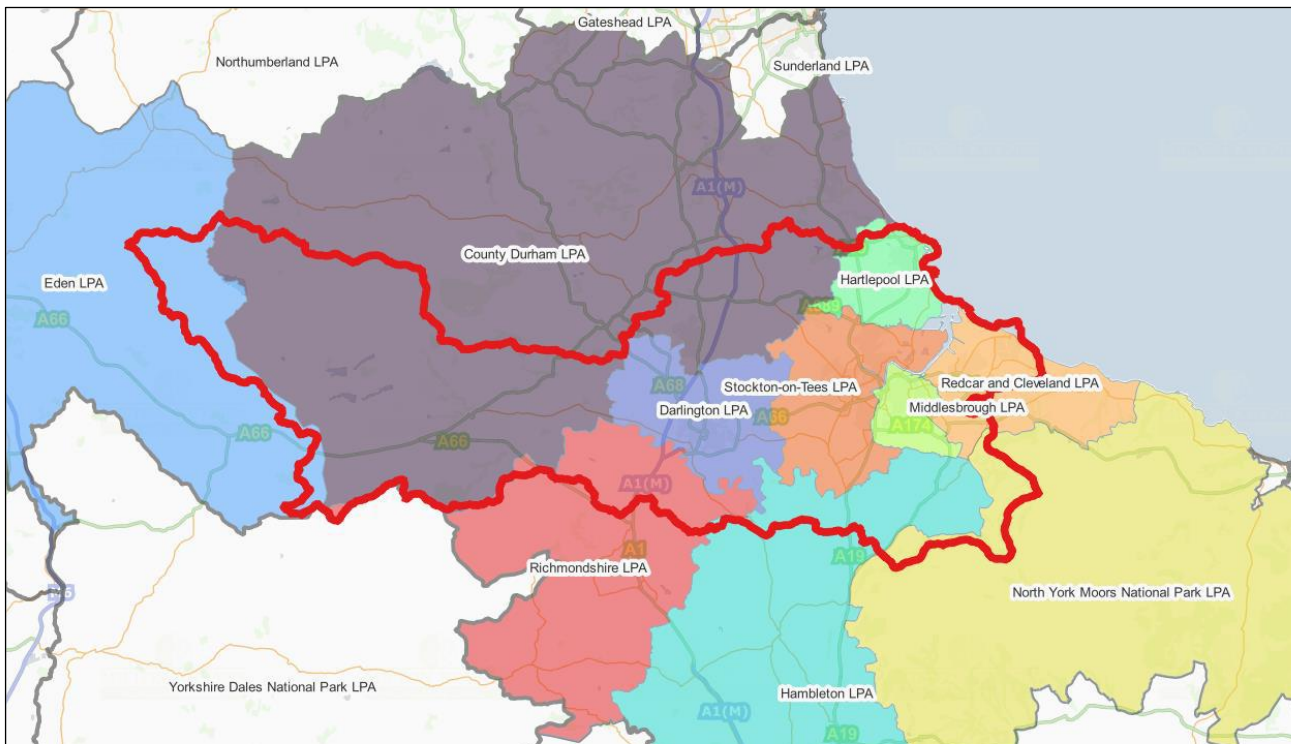 Gateshead LPA
Northumberland LPA
Sunderland LPA
A1(M)
County Durham LPA
Eden LPA
Hartlepool LPA
A66
A689
A68
Stockton-on-Tees LPA
Redcar and Cleveland LPA
Darlington LPA
A66
Middlesbrough LPA
A174
A66
A66
A1(M)
A1
A19
Richmondshire LPA
North York Moors National Park LPA
Yorkshire Dales National Park LPA
Hambleton LPA
A1(M)
A19